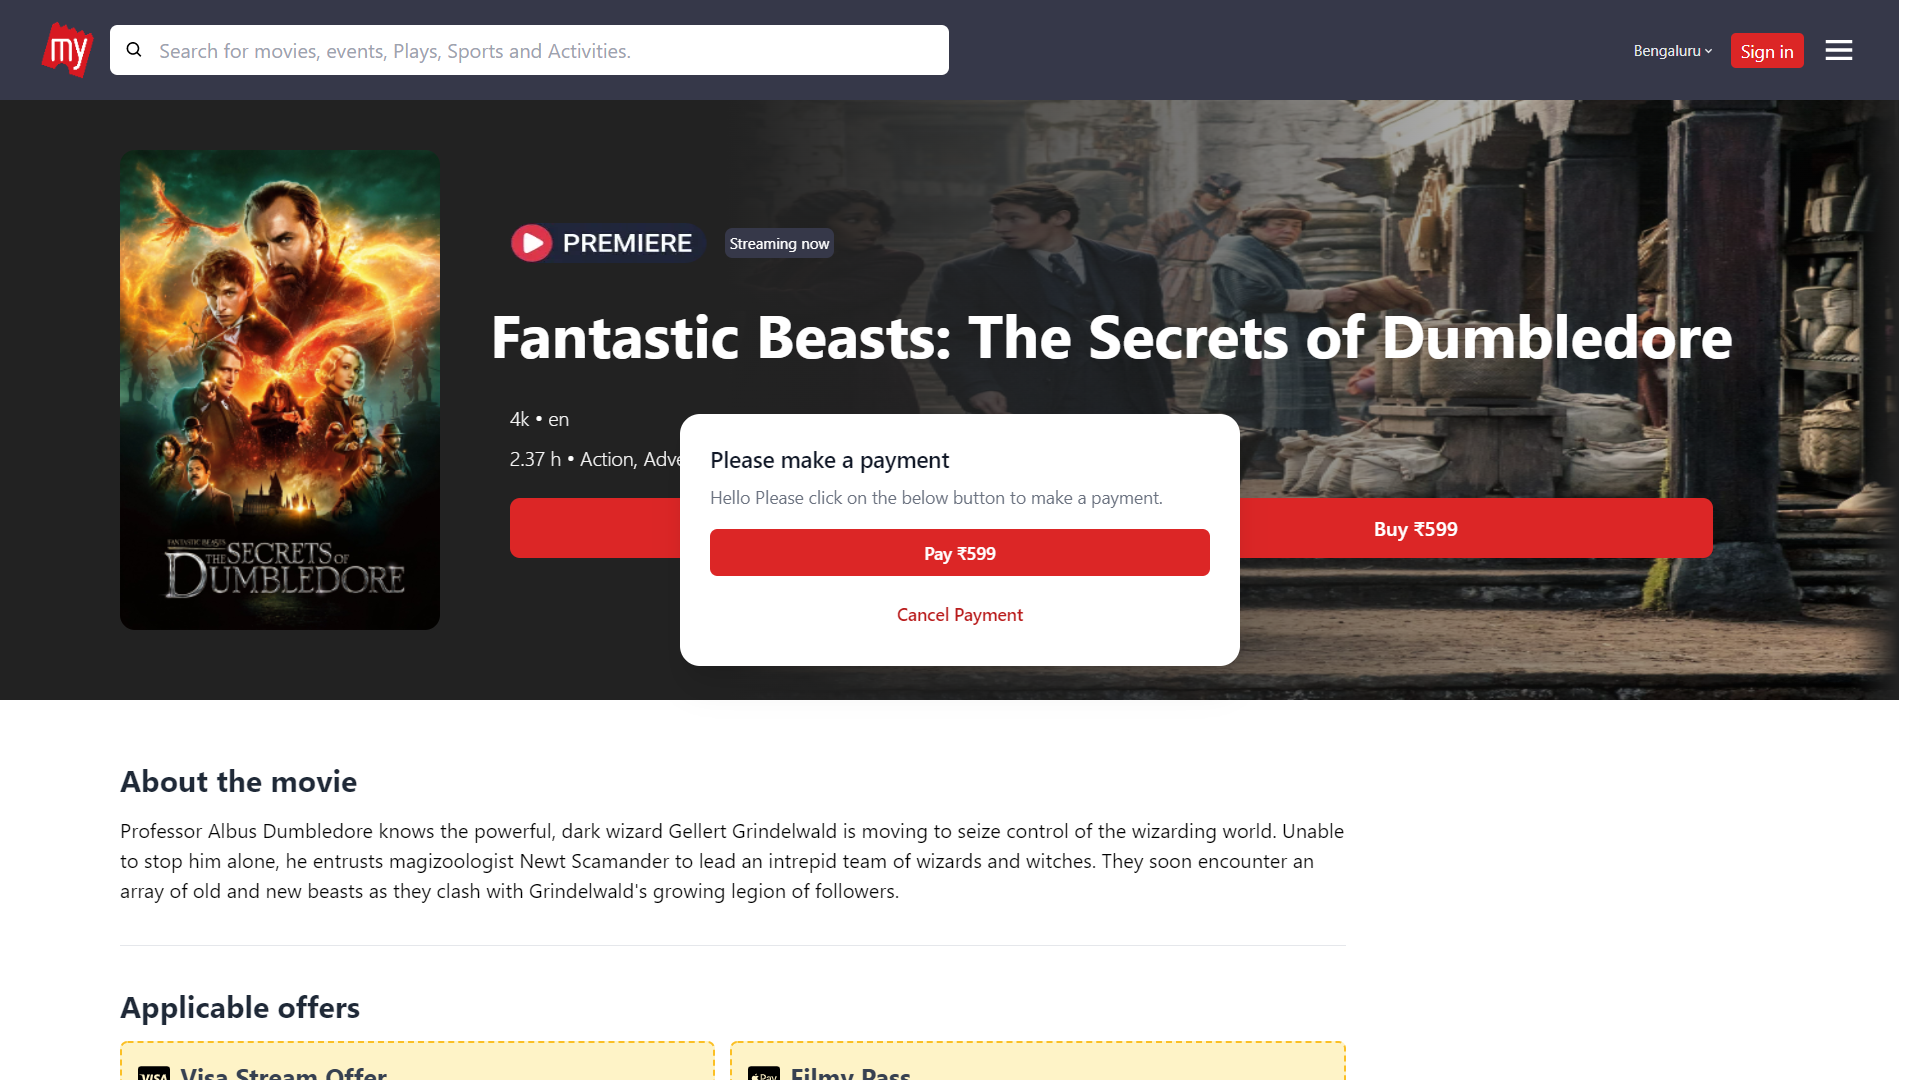 my
Search for movies, events, Plays, Sports and Activities.
Bengaluru
Sign in
PREMIERE
Streaming now
Fantastic Beasts: The Secrets of Dumbledore
4k • en
2.37 h • Action, Adve
Please make a payment
Hello Please click on the below button to make a payment.
Pay ₹599
Cancel Payment
Buy ₹599
FANTASTIC BEASTS
THE SECRETS OF
DUMBLEDORE
About the movie
Professor Albus Dumbledore knows the powerful, dark wizard Gellert Grindelwald is moving to seize control of the wizarding world. Unable
to stop him alone, he entrusts magizoologist Newt Scamander to lead an intrepid team of wizards and witches. They soon encounter an
array of old and new beasts as they clash with Grindelwald's growing legion of followers.
Applicable offers
VISA
Visa Stream Offer
Pay
Filmy Pass